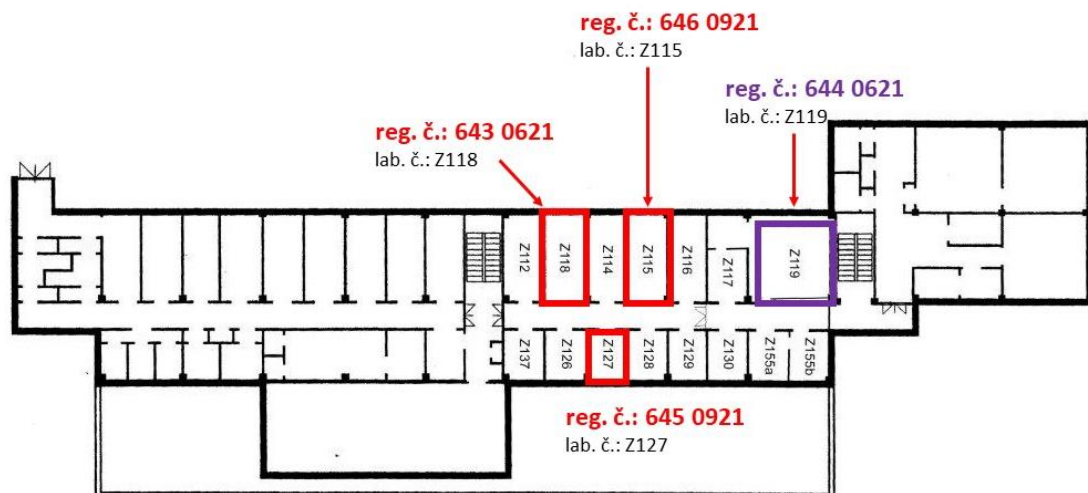 reg. č.: 646 0921
lab. č.: Z115
reg. č.: 644 0621
lab. č.: Z119
reg. č.: 643 0621
lab. č.: Z118
Z112
Z118
Z114
Z115
Z116
Z117
Z119
Z137
Z126
Z127
Z128
Z129
Z130
Z155a
Z155b
reg. č.: 645 0921
lab. č.: Z127